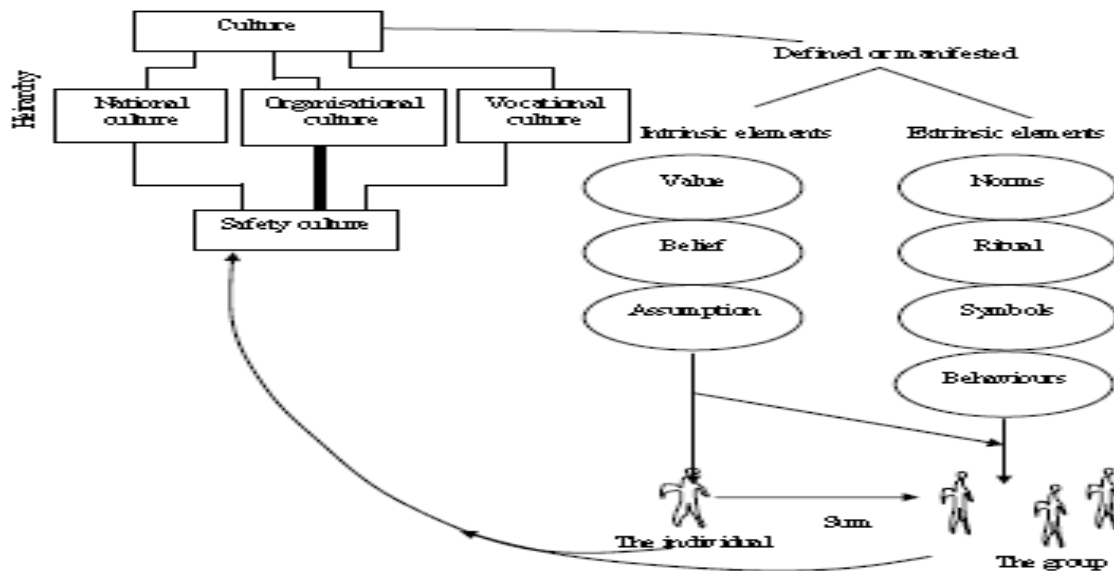 Culture
Defined or manifested
Heirarchy
National
culture
Organisational
culture
Vocational
culture
Intrinsic elements
Extrinsic elements
Value
Norms
Safety culture
Belief
Ritual
Assumption
Symbols
Behaviours
Sum
The individual
The group